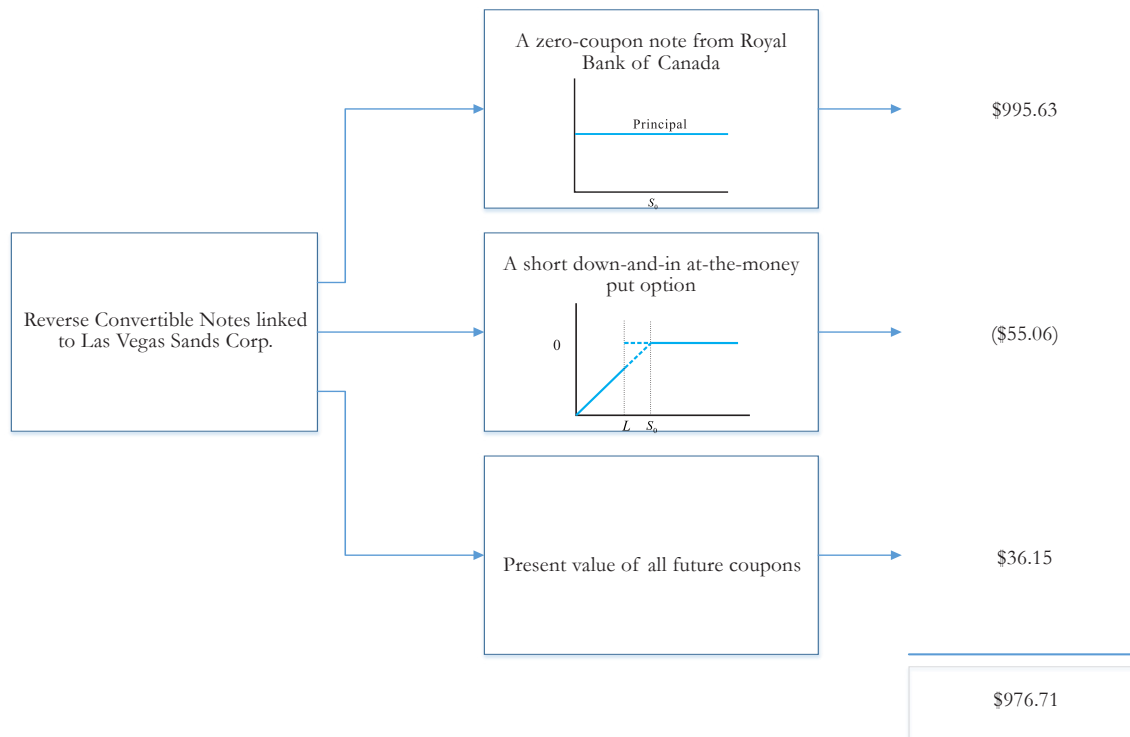 A zero-coupon note from Royal
Bank of Canada
Principal
S₀
$995.63
Reverse Convertible Notes linked
to Las Vegas Sands Corp.
A short down-and-in at-the-money
put option
0
L S₀
($55.06)
Present value of all future coupons
$36.15
$976.71